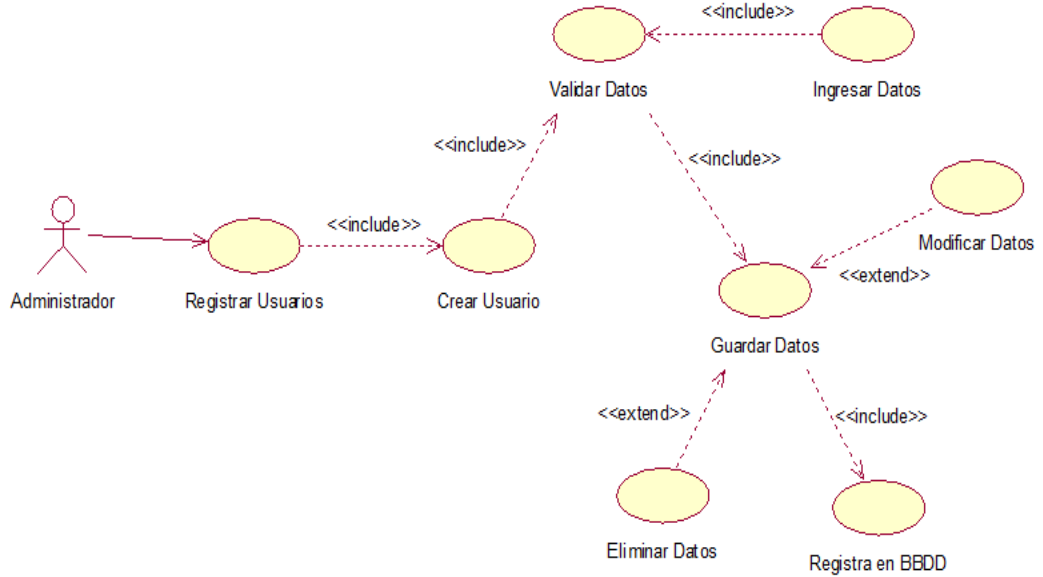 <<include>>
Validar Datos
Ingresar Datos
<<include>>
<<include>>
<<include>>
Modificar Datos
<<extend>>
Administrador
Registrar Usuarios
Crear Usuario
Guardar Datos
<<extend>>
<<include>>
Eliminar Datos
Registra en BBDD